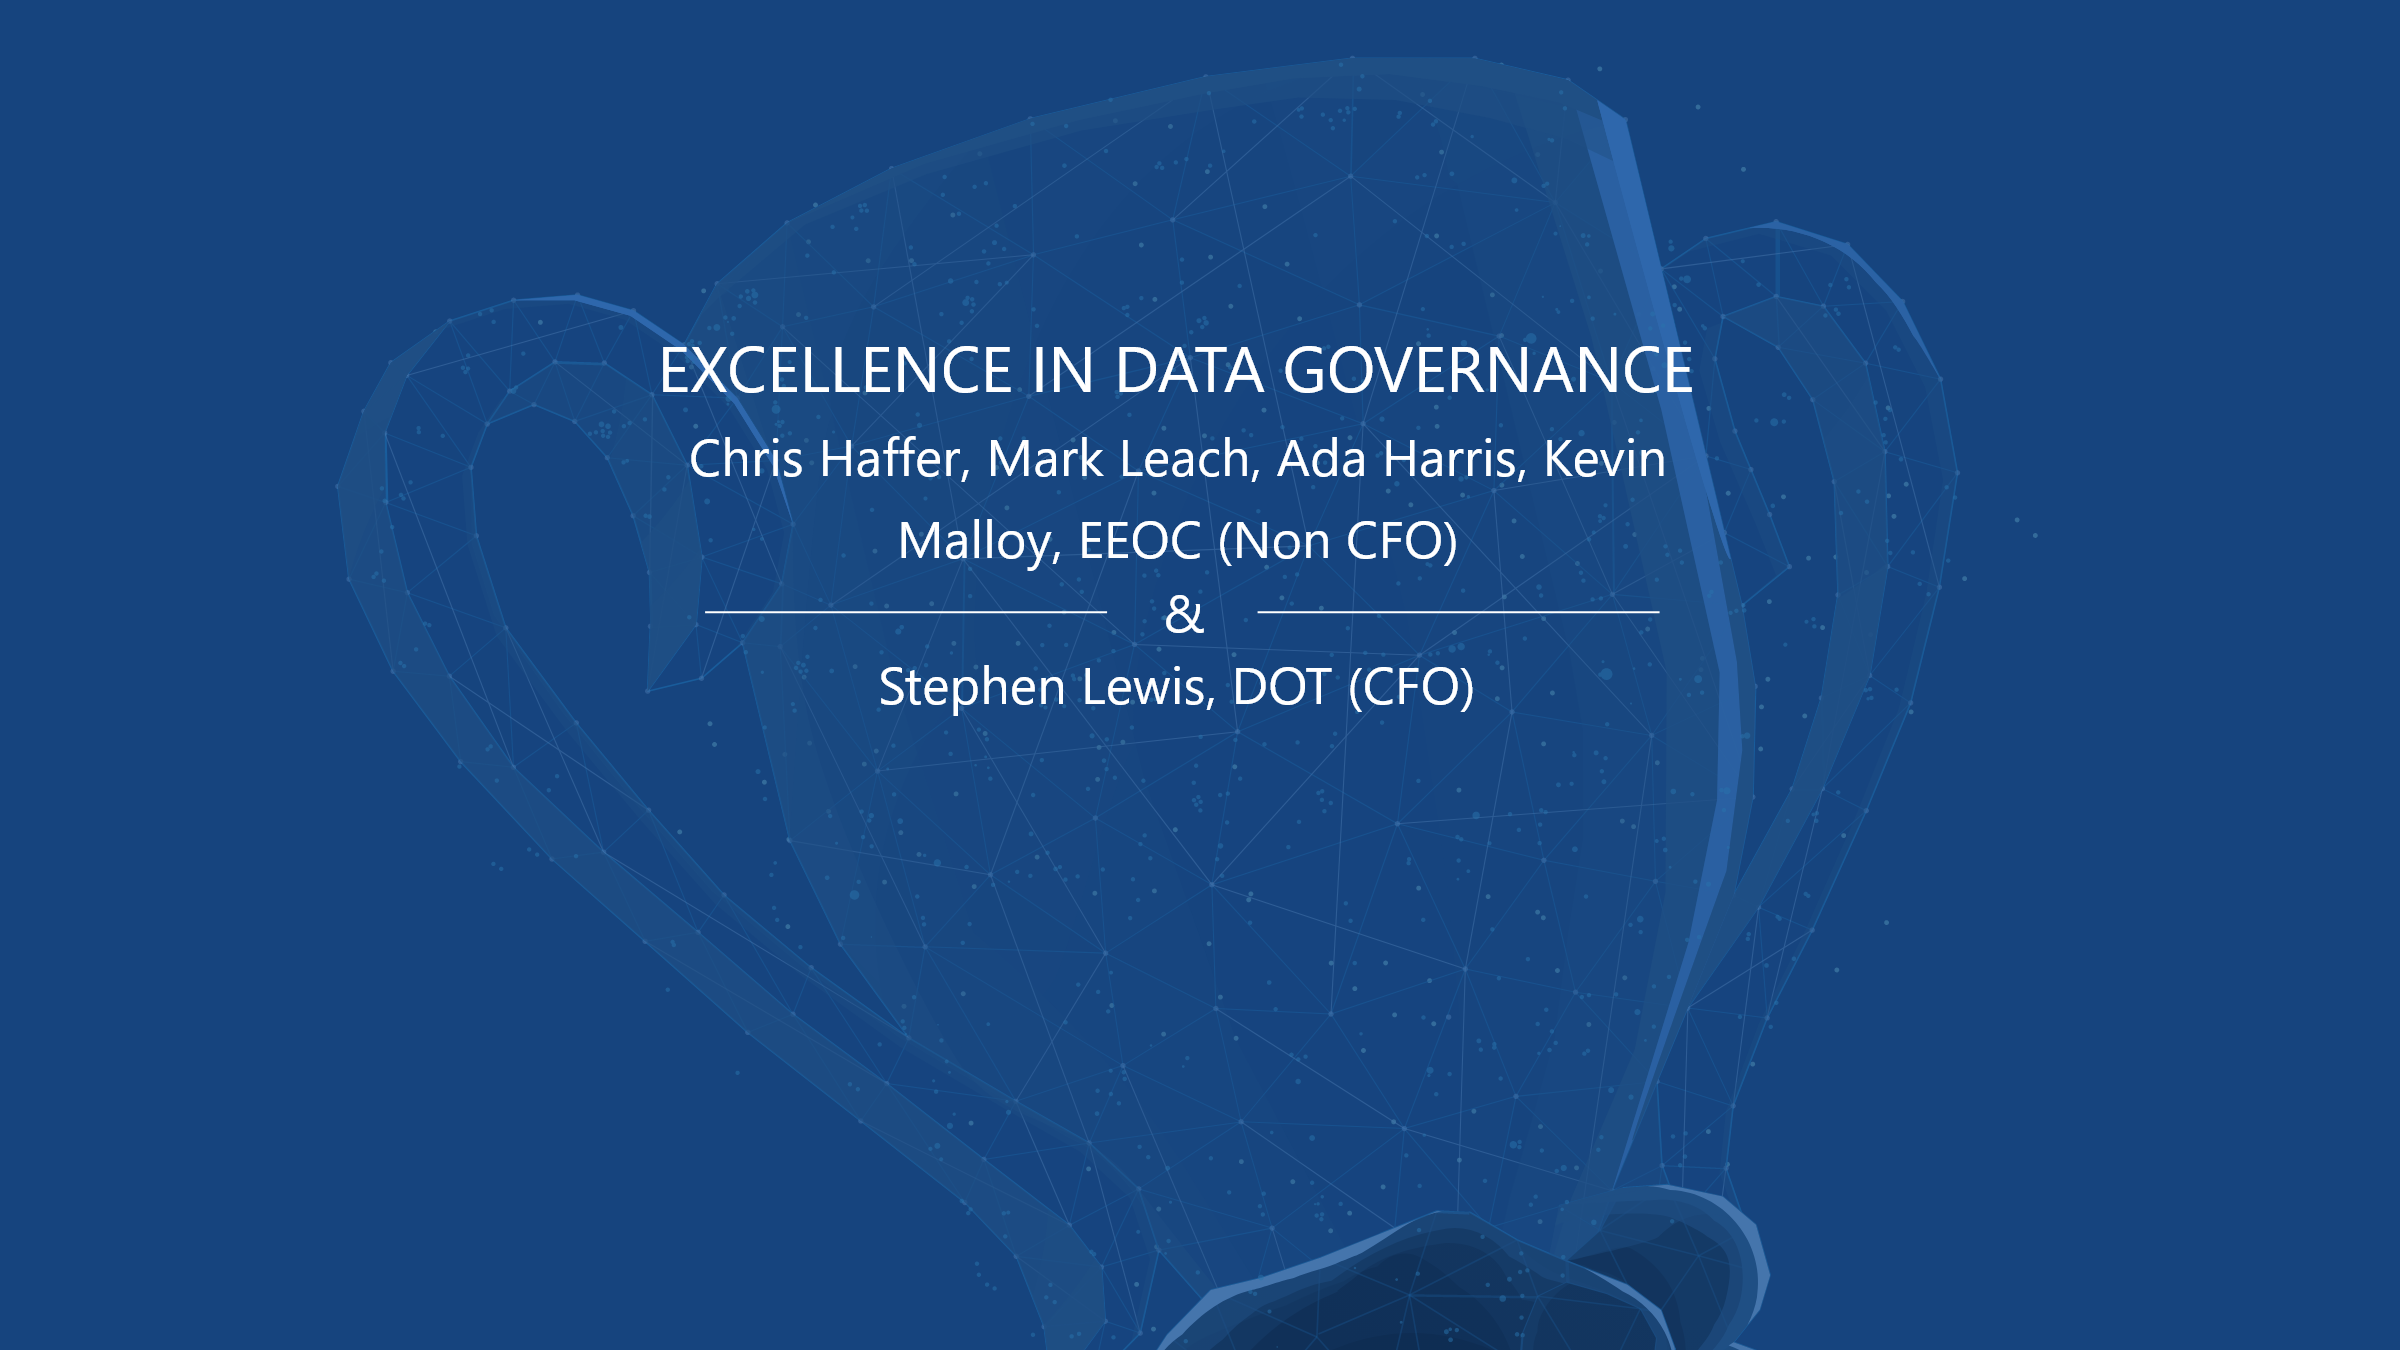 EXCELLENCE IN DATA GOVERNANCE
Chris Haffer, Mark Leach, Ada Harris, Kevin
Malloy, EEOC (Non CFO)
&
Stephen Lewis, DOT (CFO)